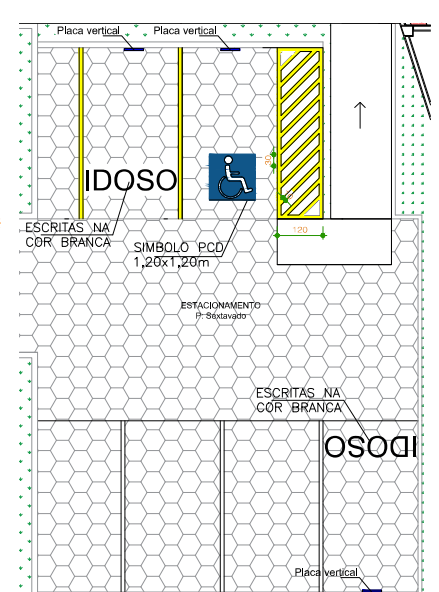 Placa vertical
Placa vertical
IDOSO
ESCRITAS NA
COR BRANCA
SIMBOLO PCD
1,20x1,20m
120
ESTACIONAMENTO
P: Sextavado
ESCRITAS NA
COR BRANCA
IDOSO
Placa vertical